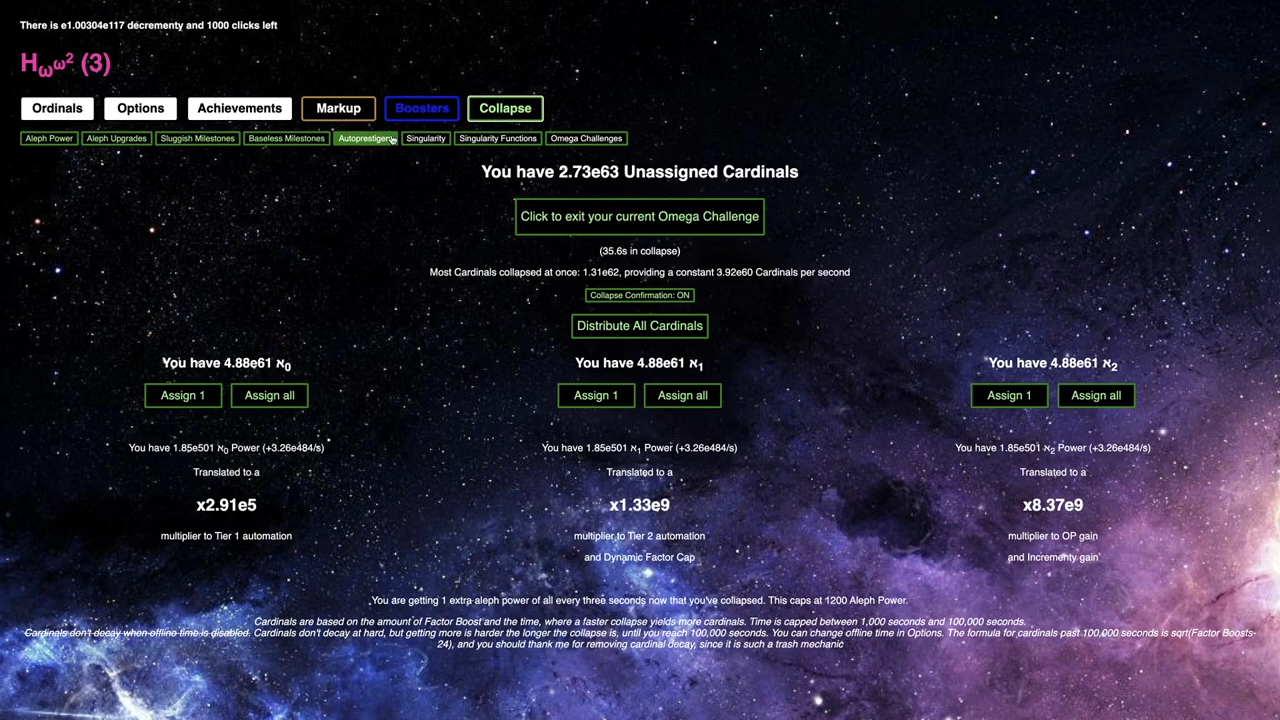 There is e1.00304e117 decrementy and 1000 clicks left
Hωω2 (3)
Ordinals Options Achievements Markup Boosters Collapse
Aleph Power Aleph Upgrades Sluggish Milestones Baseless Milestones Autoprestigers Singularity Singularity Functions Omega Challenges
You have 2.73e63 Unassigned Cardinals
Click to exit your current Omega Challenge
(35.6s in collapse)
Most Cardinals collapsed at once: 1.31e62, providing a constant 3.92e60 Cardinals per second
Collapse Confirmation: ON
Distribute All Cardinals
You have 4.88e61 ℵ0 You have 4.88e61 ℵ1 You have 4.88e61 ℵ2
Assign 1 Assign all Assign 1 Assign all Assign 1 Assign all
You have 1.85e501 ℵ0 Power (+3.26e484/s) You have 1.85e501 ℵ1 Power (+3.26e484/s) You have 1.85e501 ℵ2 Power (+3.26e484/s)
Translated to a Translated to a Translated to a
x2.91e5 x1.33e9 x8.37e9
multiplier to Tier 1 automation multiplier to Tier 2 automation multiplier to OP gain
and Dynamic Factor Cap and Incrementy gain
You are getting 1 extra aleph power of all every three seconds now that you've collapsed. This caps at 1200 Aleph Power.
Cardinals are based on the amount of Factor Boost and the time, where a faster collapse yields more cardinals. Time is capped between 1,000 seconds and 100,000 seconds.
Cardinals don't decay when offline time is disabled. Cardinals don't decay at hard, but getting more is harder the longer the collapse is, until you reach 100,000 seconds. You can change offline time in Options. The formula for cardinals past 100,000 seconds is sqrt(Factor Boosts-
24), and you should thank me for removing cardinal decay, since it is such a trash mechanic